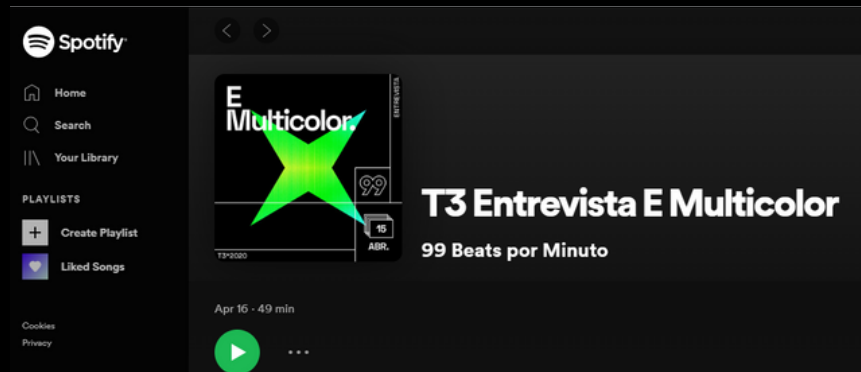 Spotify
Home
Search
Your Library
PLAYLISTS
Create Playlist
Liked Songs
Cookies
Privacy
E
Multicolor.
ENTREVISTA
99
15
ABR.
T3*2020
T3 Entrevista E Multicolor
99 Beats por Minuto
Apr 16 - 49 min